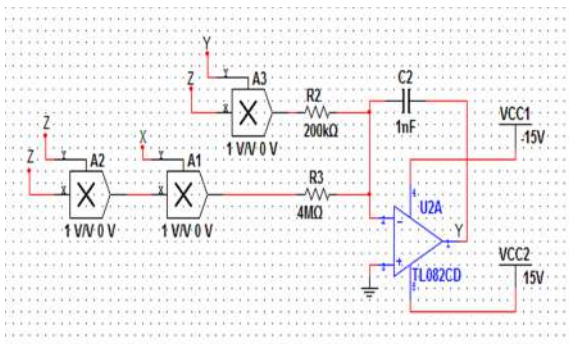 Y
Z
Y
A3
X
X
1 V/V 0 V
R2
200kΩ
C2
1nF
VCC1
-15V
Z
Z
Y
A2
X
X
1 V/V 0 V
X
Y
A1
X
X
1 V/V 0 V
R3
4MΩ
U2A
Y
TL082CD
VCC2
15V